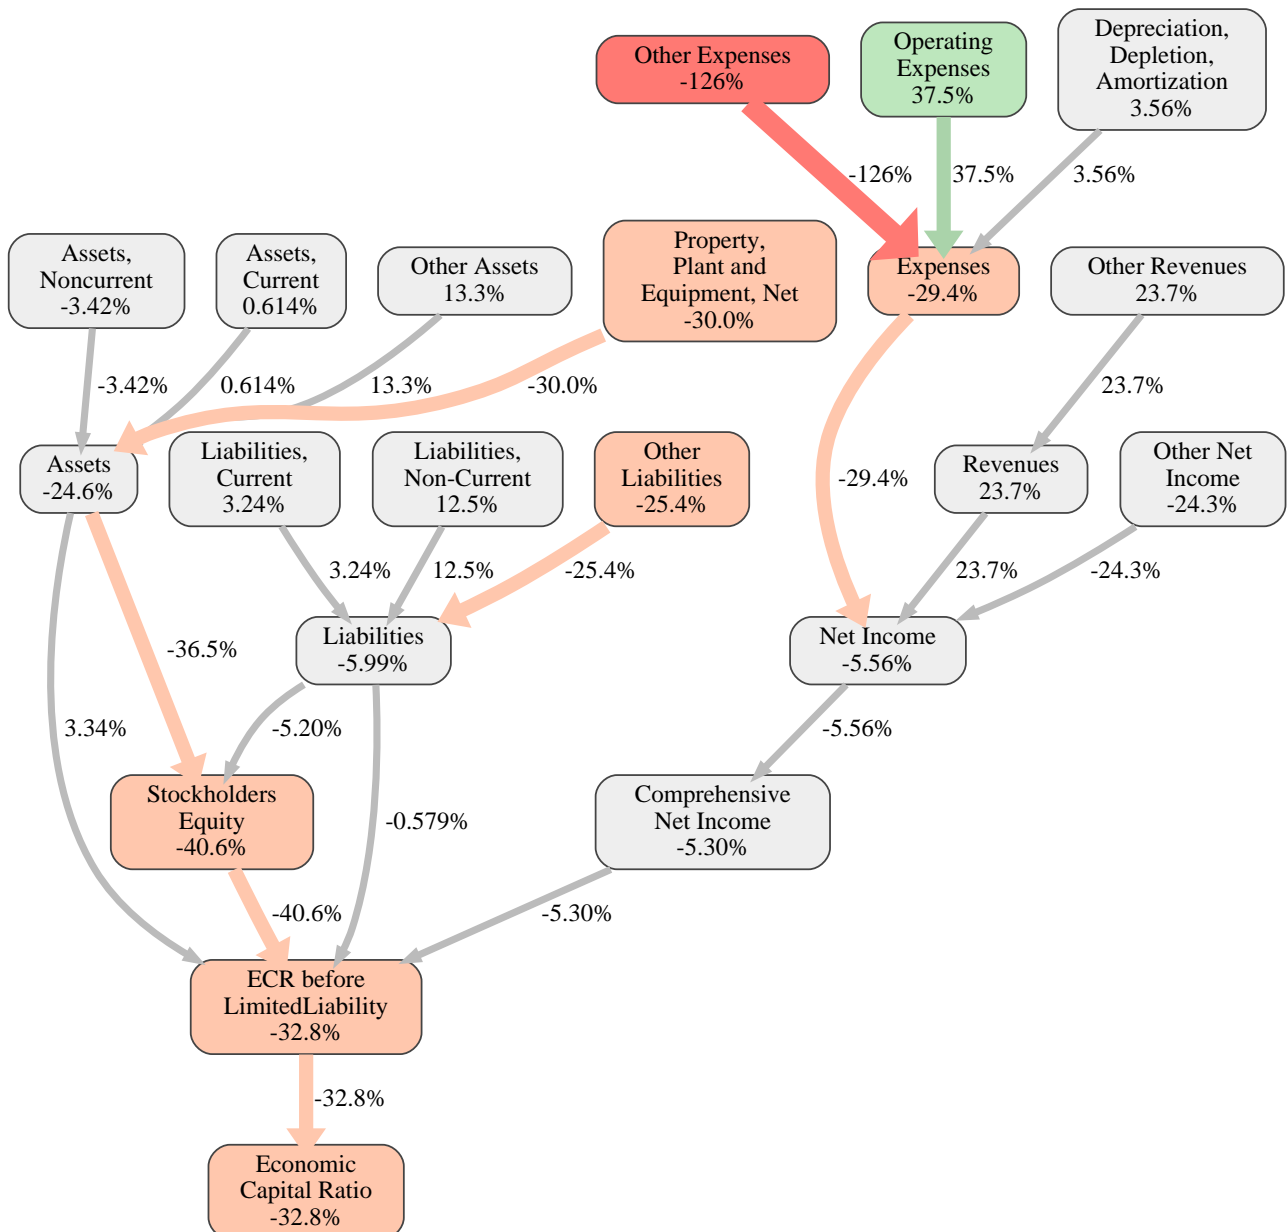 Other Expenses
-126%
Operating
Expenses
37.5%
Depreciation,
Depletion,
Amortization
3.56%
-126%
37.5%
3.56%
Assets,
Noncurrent
-3.42%
Assets,
Current
0.614%
Other Assets
13.3%
Property,
Plant and
Equipment, Net
-30.0%
Expenses
-29.4%
Other Revenues
23.7%
-3.42%
0.614%
13.3%
-30.0%
23.7%
Assets
-24.6%
Liabilities,
Current
3.24%
Liabilities,
Non-Current
12.5%
Other
Liabilities
-25.4%
-29.4%
Revenues
23.7%
Other Net
Income
-24.3%
3.24%
12.5%
-25.4%
23.7%
-24.3%
-36.5%
Liabilities
-5.99%
Net Income
-5.56%
3.34%
-5.20%
-5.56%
Stockholders
Equity
-40.6%
-0.579%
Comprehensive
Net Income
-5.30%
-40.6%
-5.30%
ECR before
LimitedLiability
-32.8%
-32.8%
Economic
Capital Ratio
-32.8%